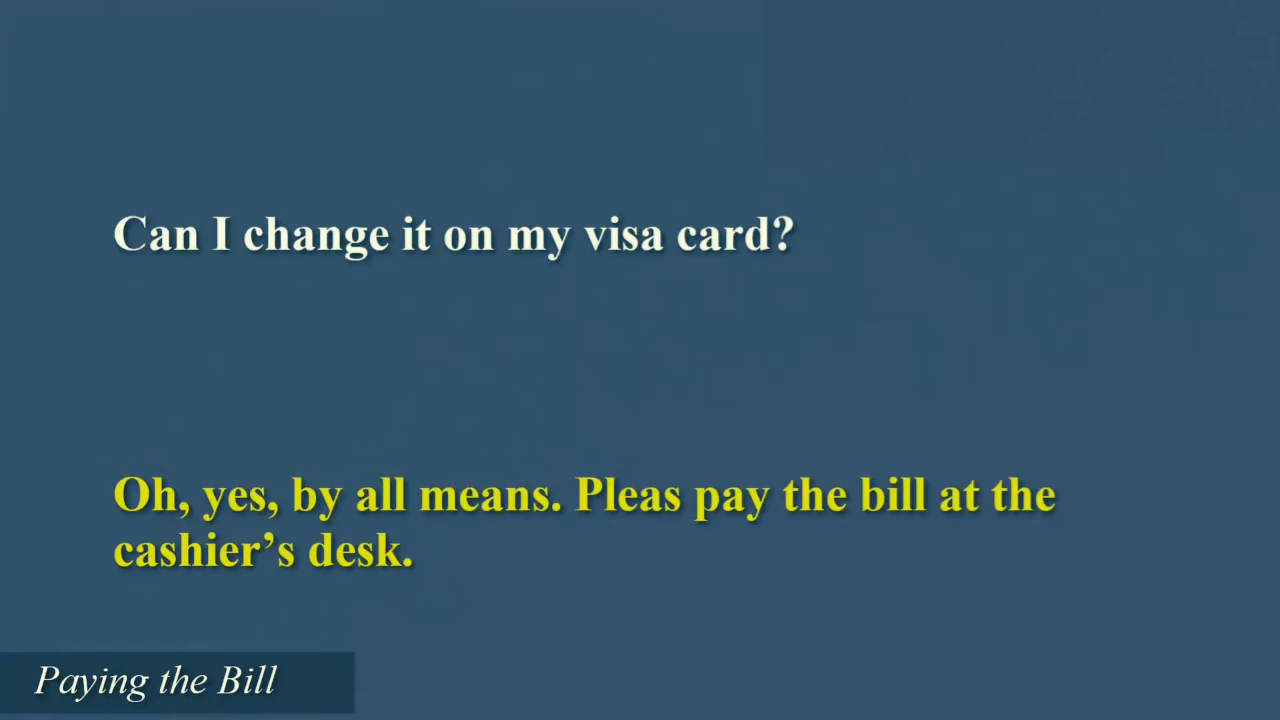 Can I change it on my visa card?
Oh, yes, by all means. Pleas pay the bill at the
cashier’s desk.
Paying the Bill